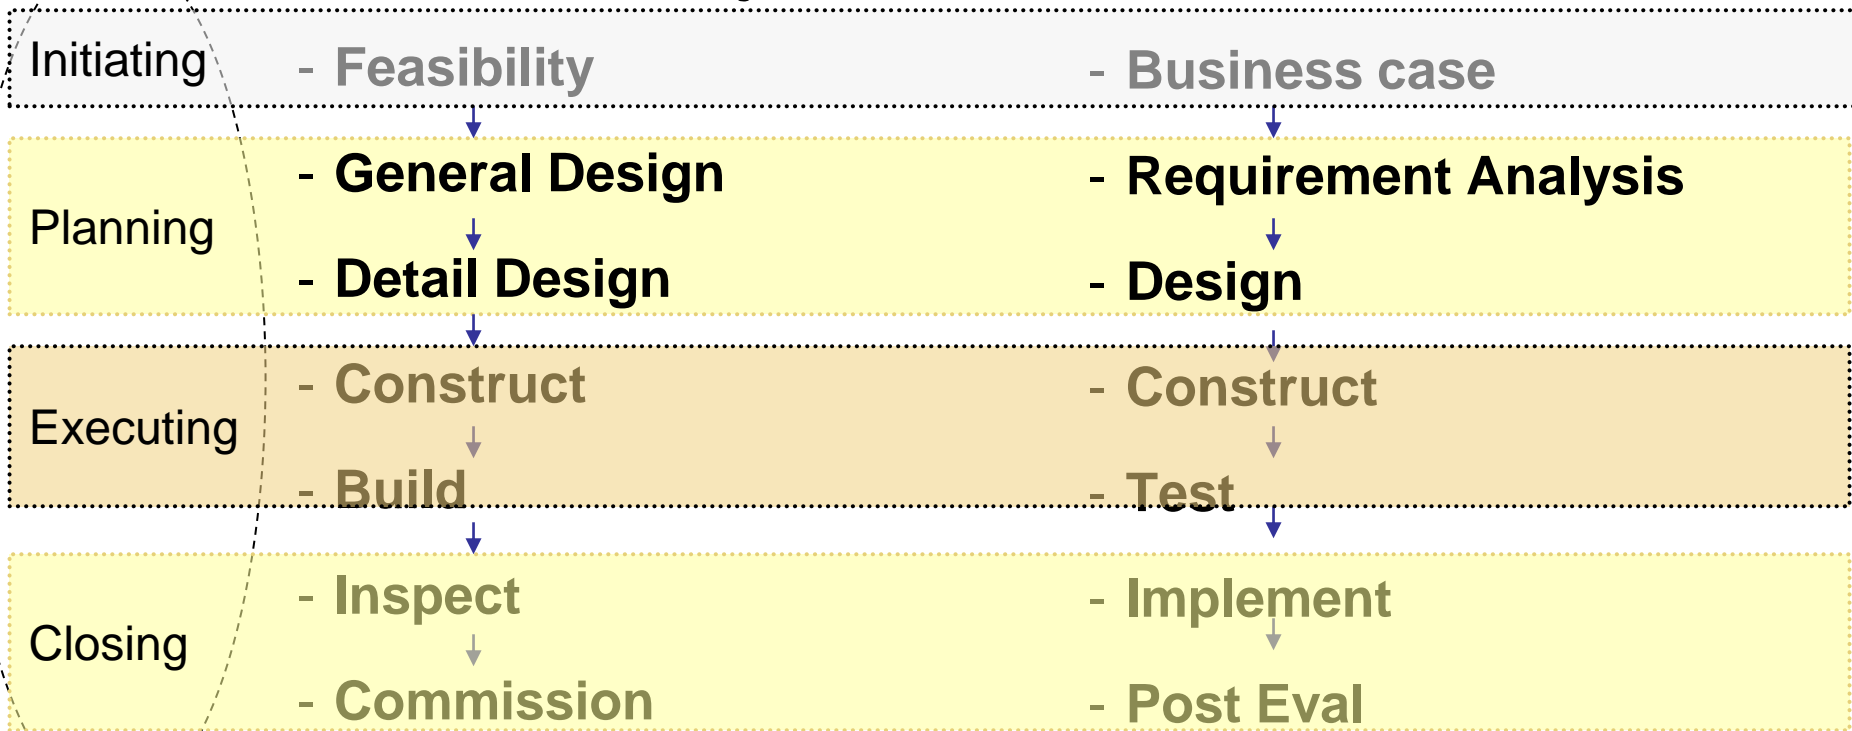 Initiating - Feasibility - Business case
- General Design - Requirement Analysis
Planning
- Detail Design - Design
- Construct - Construct
Executing
- Build - Test
- Inspect - Implement
Closing
- Commission - Post Eval